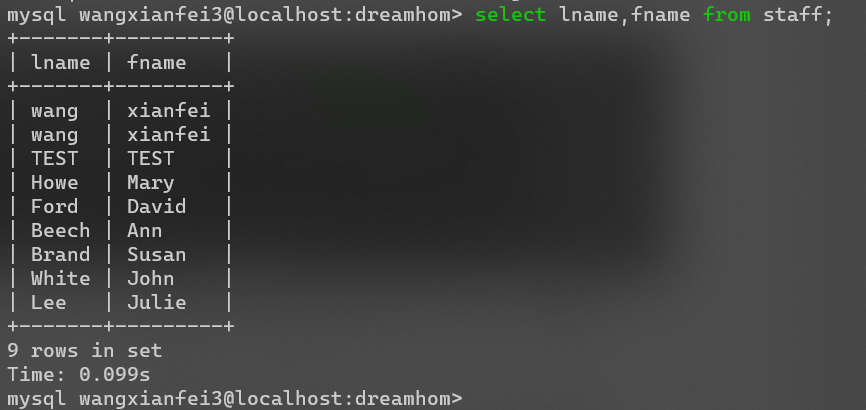 mysql wangxianfei3@localhost:dreamhom> select lname,fname from staff;
+-------+---------+
| lname | fname   |
+-------+---------+
| wang  | xianfei |
| wang  | xianfei |
| TEST  | TEST    |
| Howe  | Mary    |
| Ford  | David   |
| Beech | Ann     |
| Brand | Susan   |
| White | John    |
| Lee   | Julie   |
+-------+---------+
9 rows in set
Time: 0.099s
mysql wangxianfei3@localhost:dreamhom>